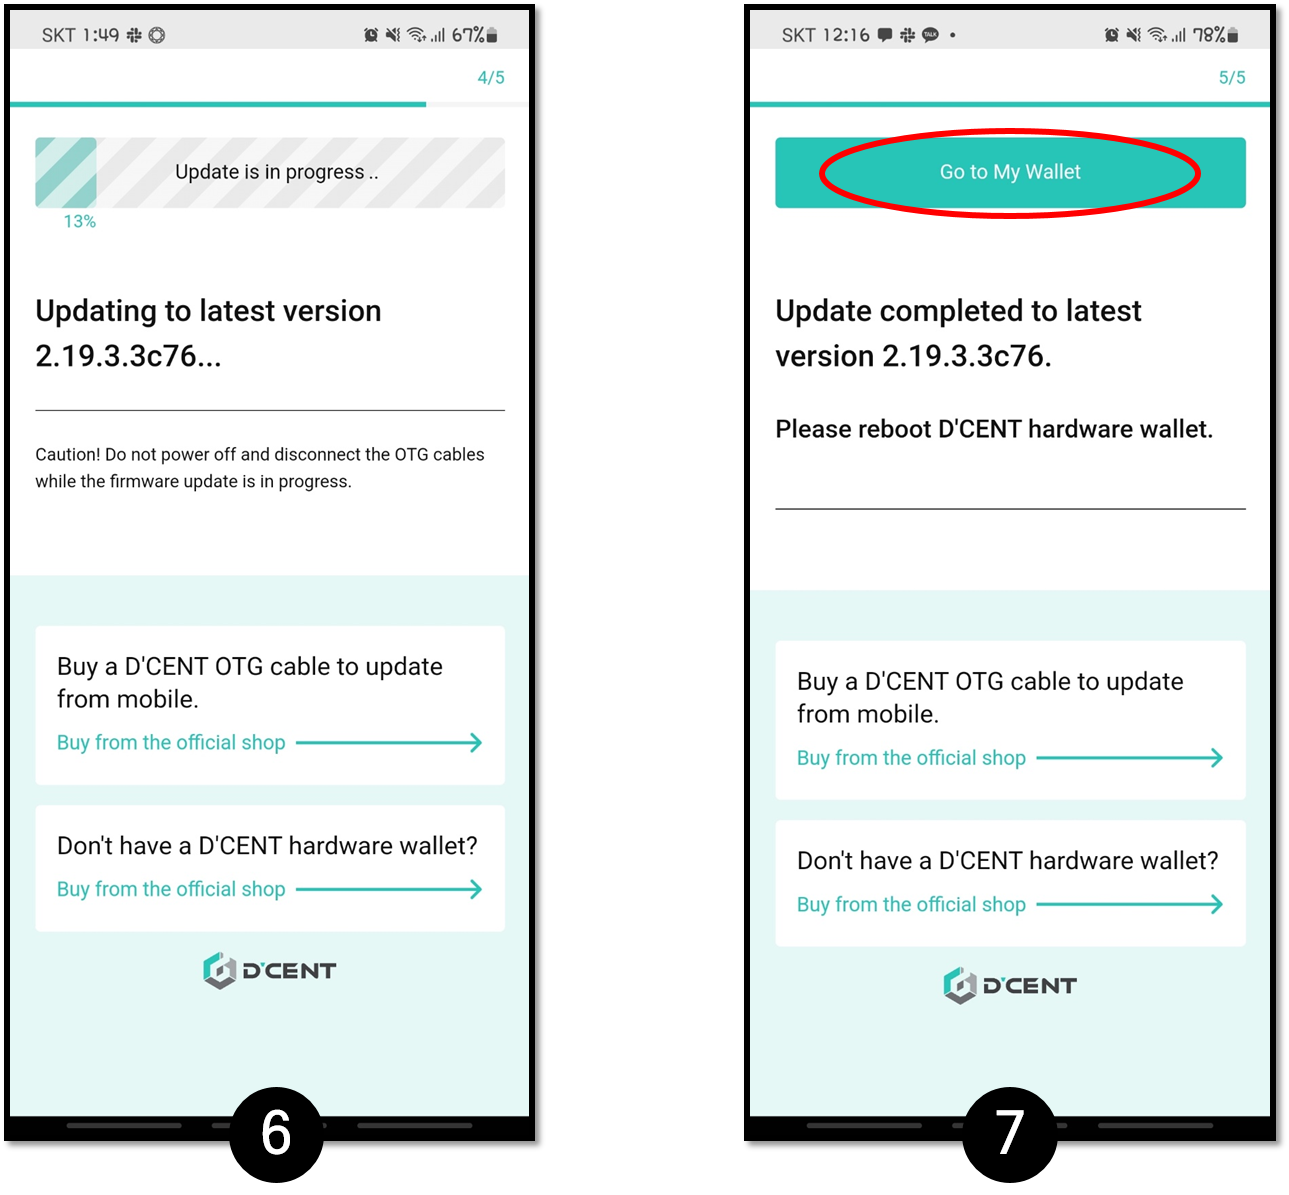 SKT 1:49
67%
4/5
Update is in progress ..
13%
Updating to latest version
2.19.3.3c76...
Caution! Do not power off and disconnect the OTG cables
while the firmware update is in progress.
Buy a D'CENT OTG cable to update
from mobile.
Buy from the official shop
Don't have a D'CENT hardware wallet?
Buy from the official shop
D'CENT
6
SKT 12:16
TALK
78%
5/5
Go to My Wallet
Update completed to latest
version 2.19.3.3c76.
Please reboot D'CENT hardware wallet.
Buy a D'CENT OTG cable to update
from mobile.
Buy from the official shop
Don't have a D'CENT hardware wallet?
Buy from the official shop
D'CENT
7